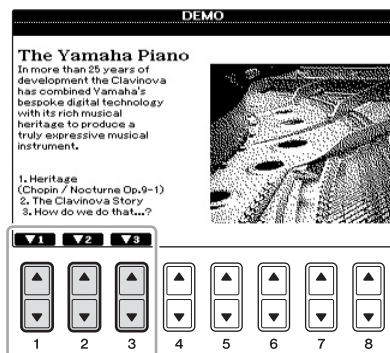 DEMO
The Yamaha Piano
In more than 25 years of
development the Clavinova
has combined Yamaha's
bespoke digital technology
with its rich musical
heritage to produce a
truly expressive musical
instrument.
1. Heritage
(Chopin / Nocturne Op.9-1)
2. The Clavinova Story
3. How do we do that...?
▼1 ▼2 ▼3
1 2 3 4 5 6 7 8